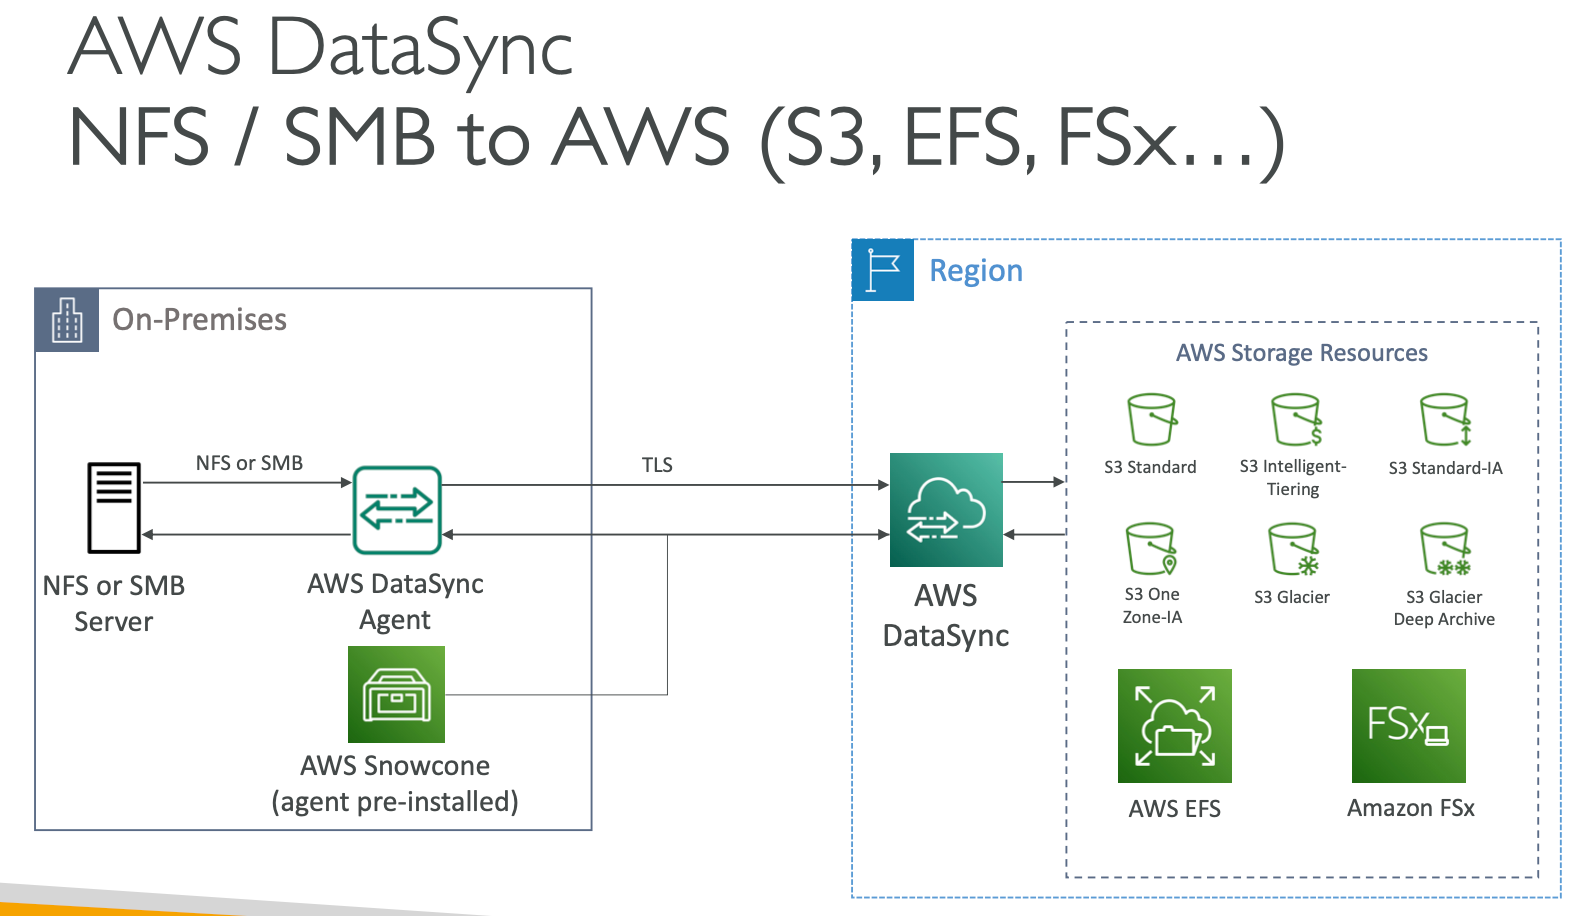 AWS DataSync
NFS / SMB to AWS (S3, EFS, FSx…)
Region
On-Premises
AWS Storage Resources
NFS or SMB
TLS
S3 Standard
S3 Intelligent-
Tiering
S3 Standard-IA
NFS or SMB
Server
AWS DataSync
Agent
AWS
DataSync
S3 One
Zone-IA
S3 Glacier
S3 Glacier
Deep Archive
AWS Snowcone
(agent pre-installed)
FSx
AWS EFS
Amazon FSx